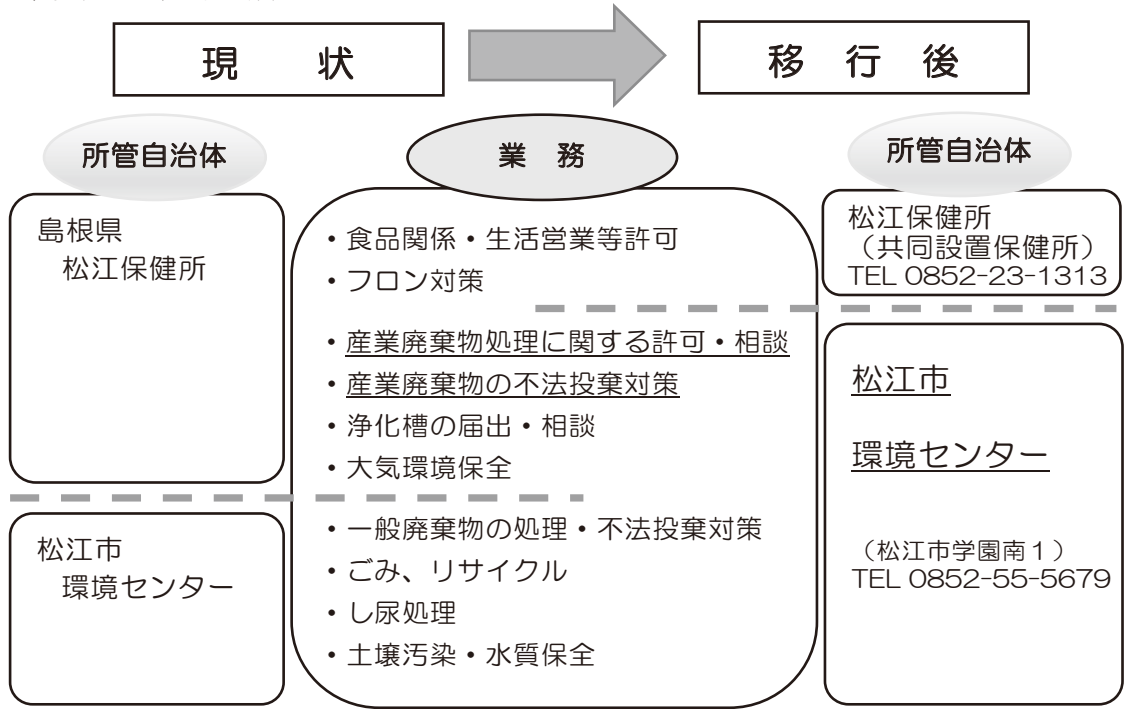 現状
移行後
所管自治体
業務
所管自治体
島根県
松江保健所
松江市
環境センター
・食品関係・生活営業等許可
・フロン対策
・産業廃棄物処理に関する許可・相談
・産業廃棄物の不法投棄対策
・浄化槽の届出・相談
・大気環境保全
・一般廃棄物の処理・不法投棄対策
・ごみ、リサイクル
・し尿処理
・土壌汚染・水質保全
松江保健所
（共同設置保健所）
TEL 0852-23-1313
松江市
環境センター
（松江市学園南１）
TEL 0852-55-5679